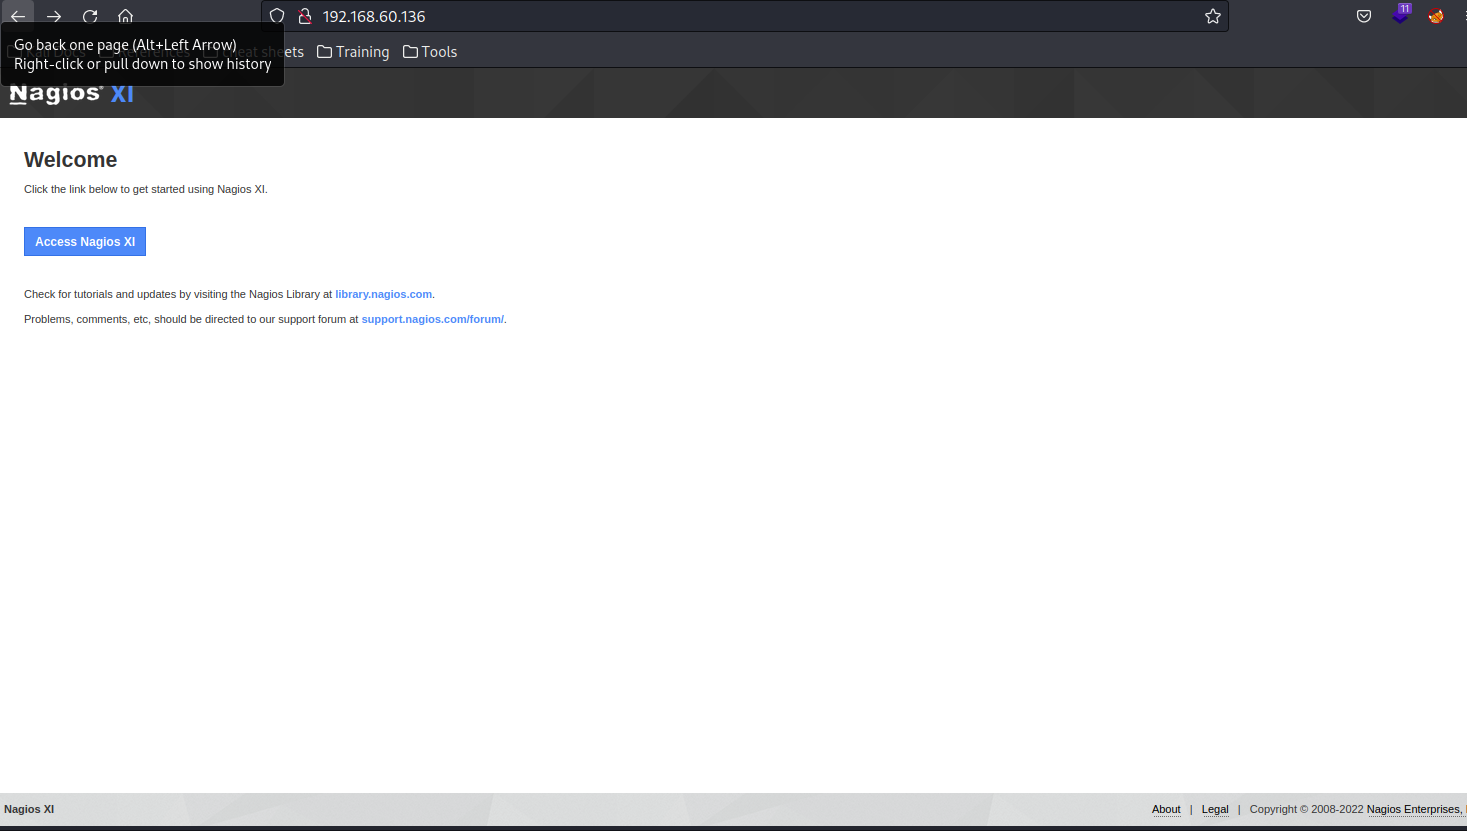 11
192.168.60.136
Go back one page (Alt+Left Arrow)
Right-click or pull down to show history
sheets Training Tools
Nagios® XI
Welcome
Click the link below to get started using Nagios XI.
Access Nagios XI
Check for tutorials and updates by visiting the Nagios Library at library.nagios.com.
Problems, comments, etc, should be directed to our support forum at support.nagios.com/forum/.
Nagios XI About | Legal | Copyright © 2008-2022 Nagios Enterprises,